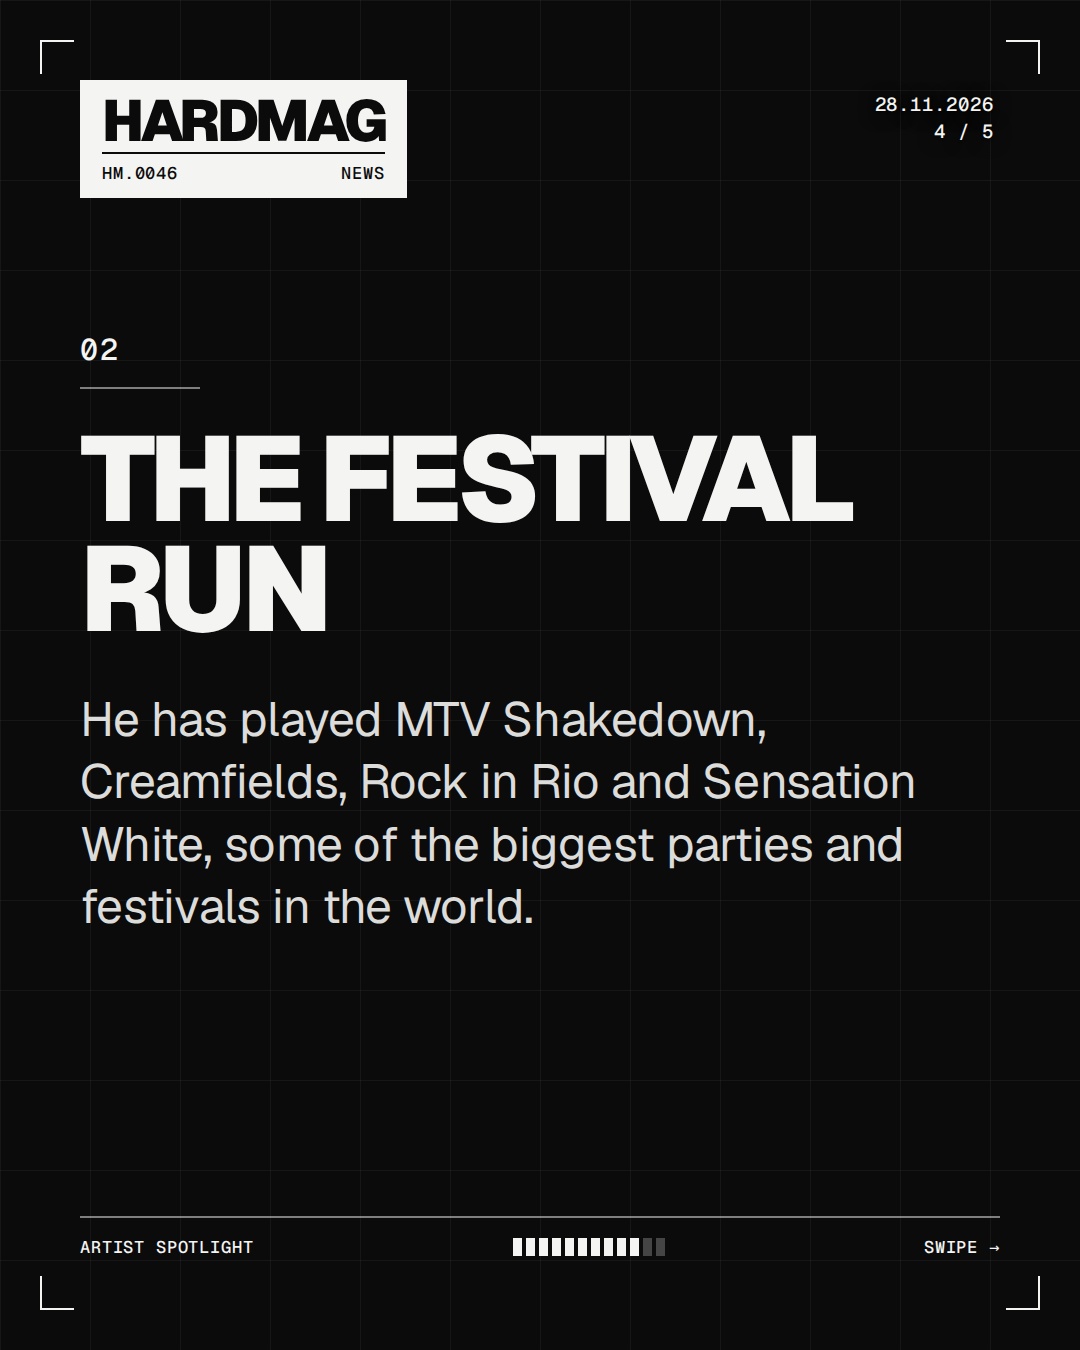 HARDMAG
HM.0046 NEWS
28.11.2026
4 / 5
02
THE FESTIVAL
RUN
He has played MTV Shakedown,
Creamfields, Rock in Rio and Sensation
White, some of the biggest parties and
festivals in the world.
ARTIST SPOTLIGHT
SWIPE →